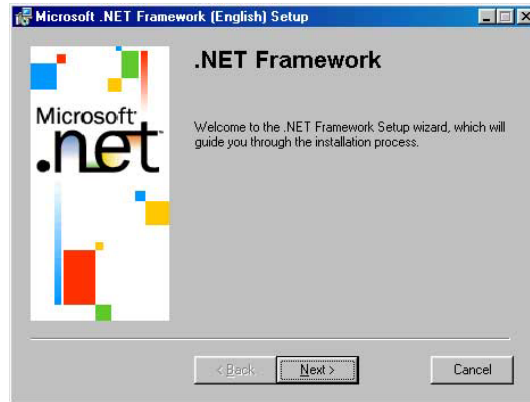 Microsoft .NET Framework (English) Setup
.NET Framework
Microsoft
.net
Welcome to the .NET Framework Setup wizard, which will
guide you through the installation process.
< Back
Next >
Cancel